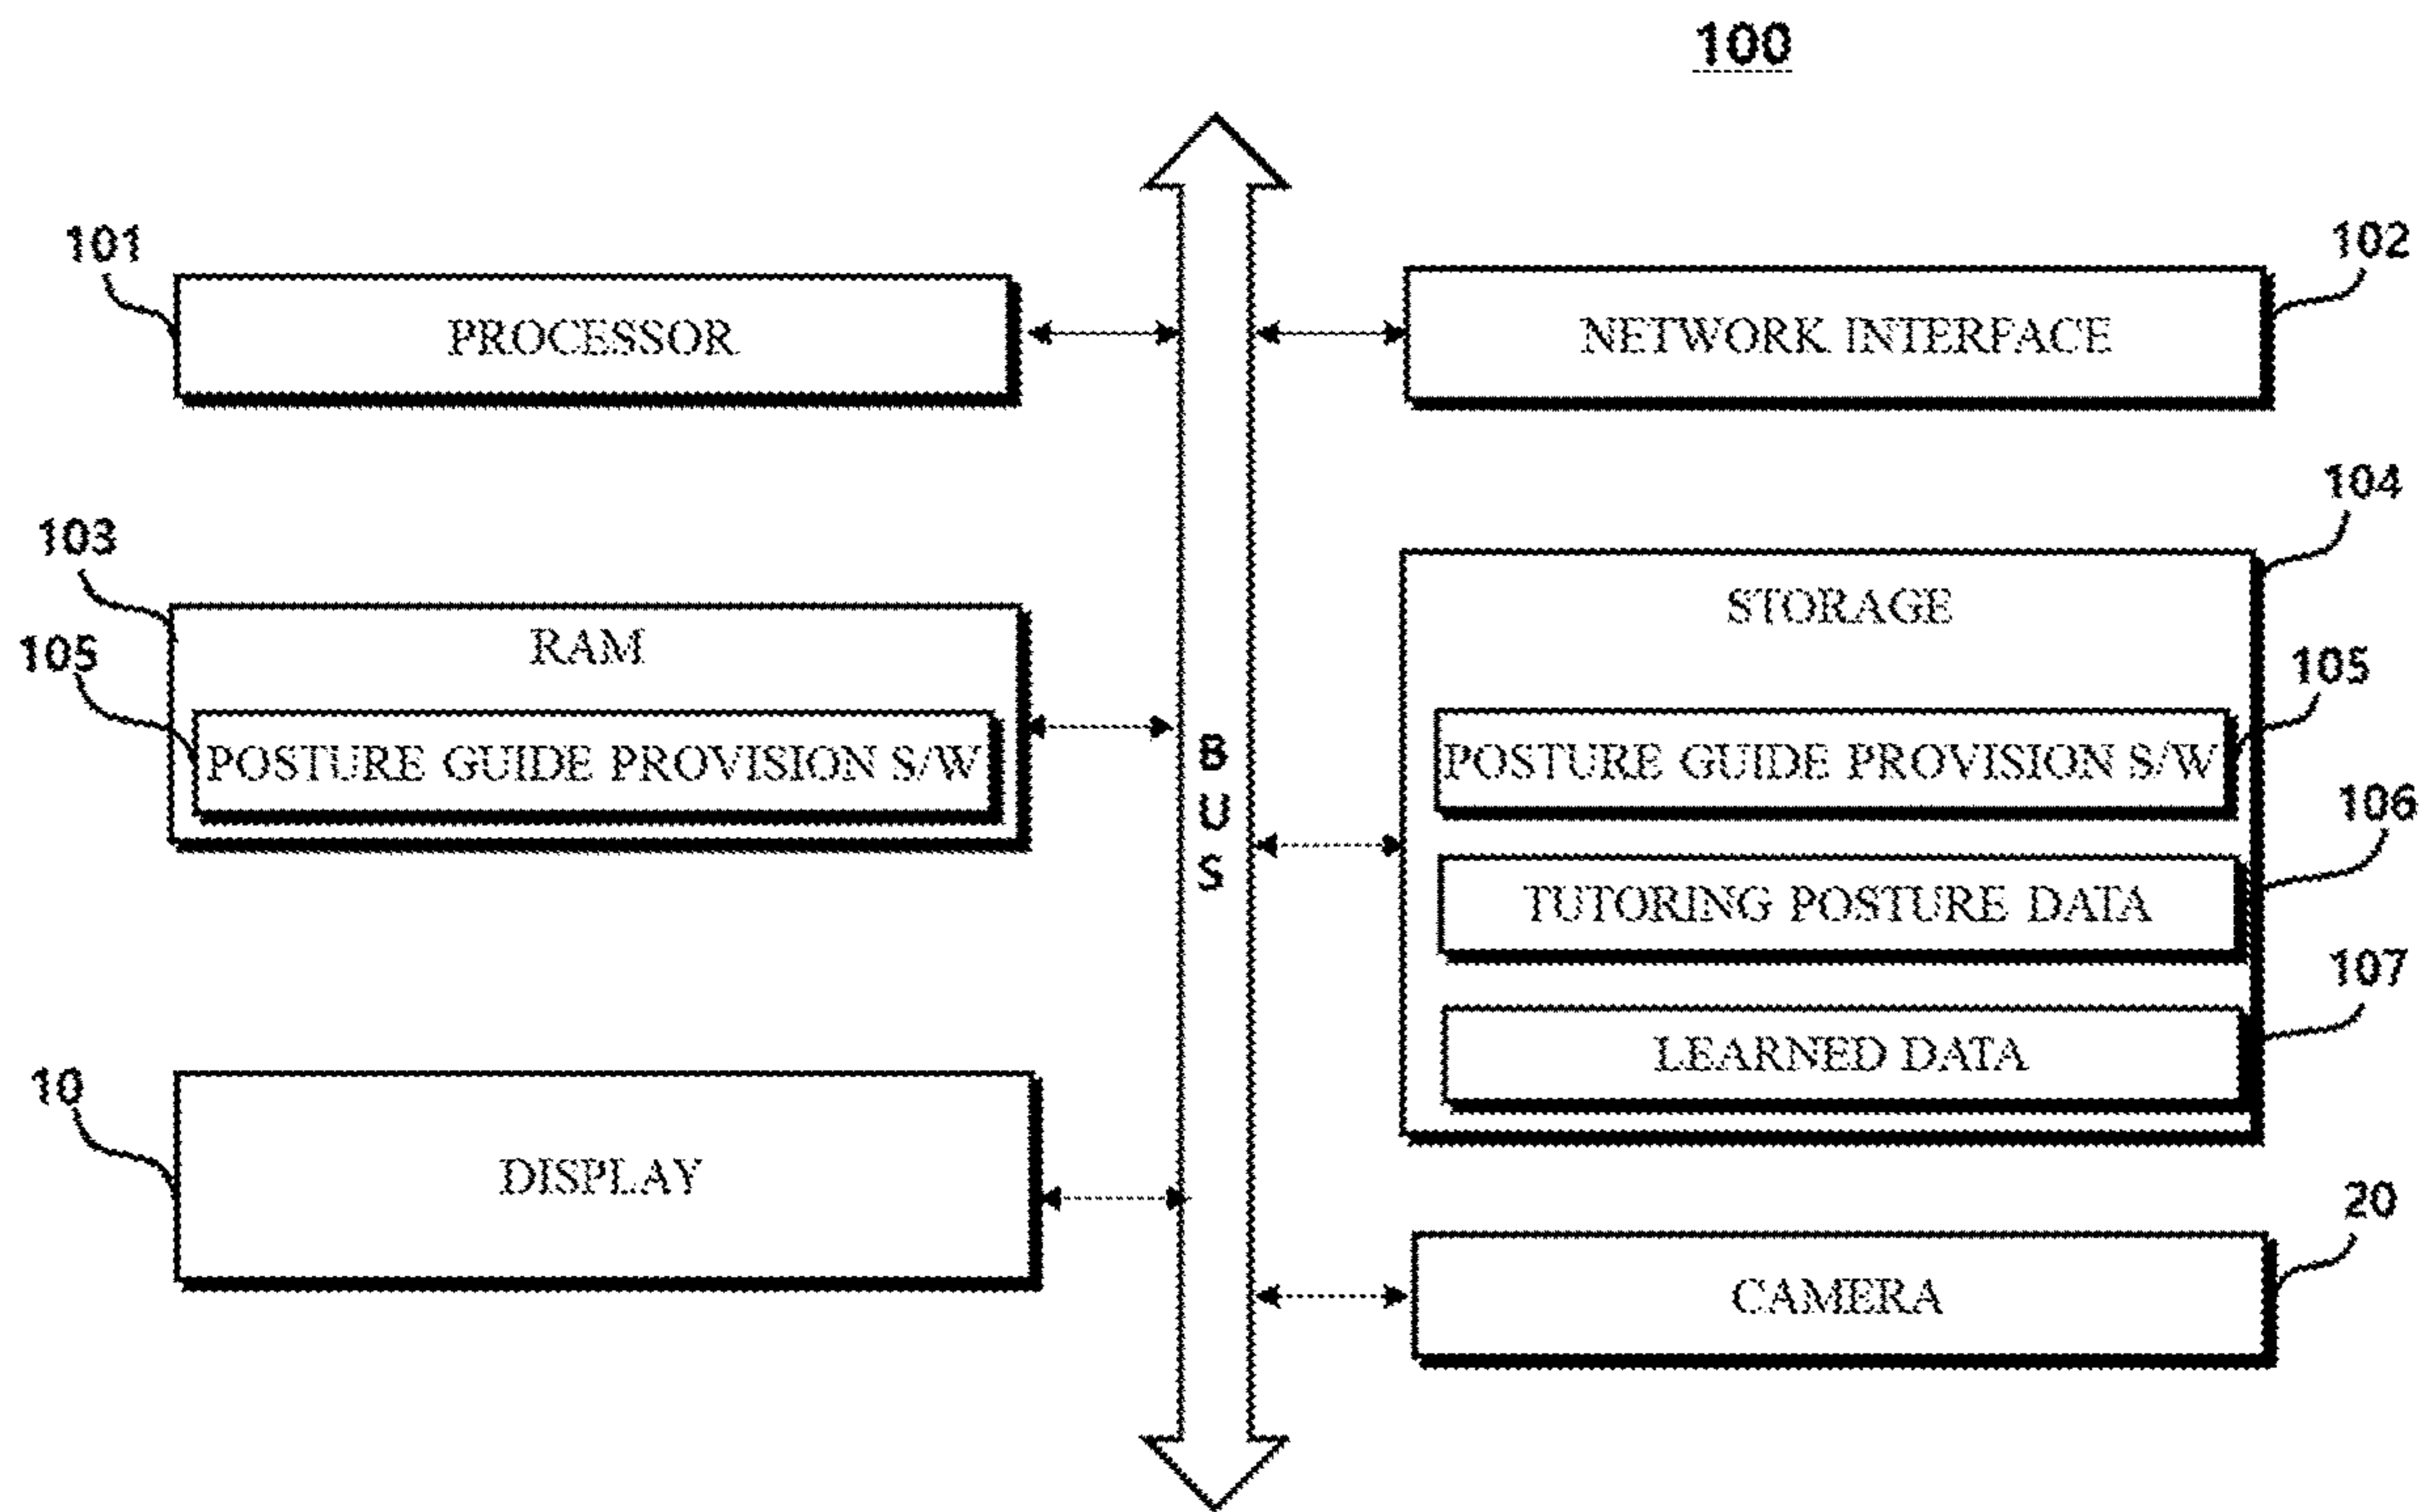 100
101
PROCESSOR
102
NETWORK INTERFACE
103
RAM
105
POSTURE GUIDE PROVISION S/W
BUS
104
STORAGE
105
POSTURE GUIDE PROVISION S/W
106
TUTORING POSTURE DATA
107
LEARNED DATA
10
DISPLAY
20
CAMERA